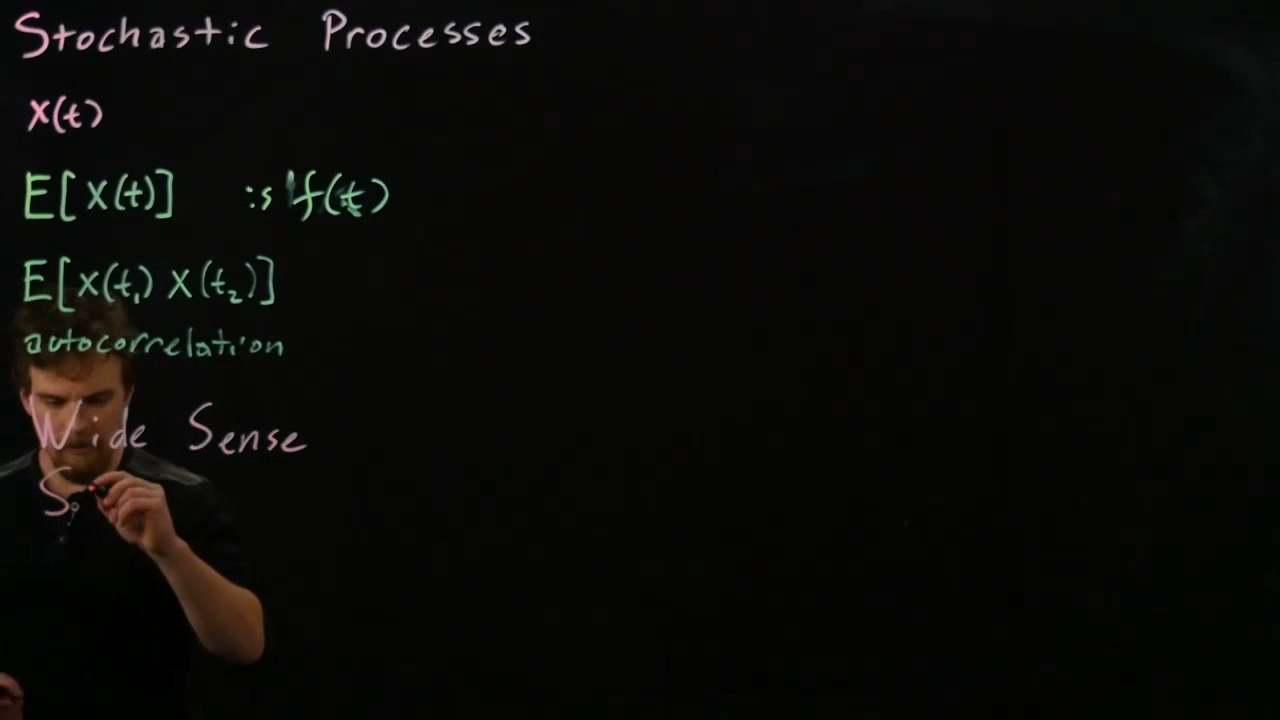 Stochastic Processes
X(t)
E[X(t)] is f(t)
E[X(t₁) X(t₂)]
autocorrelation
Wide Sense
S